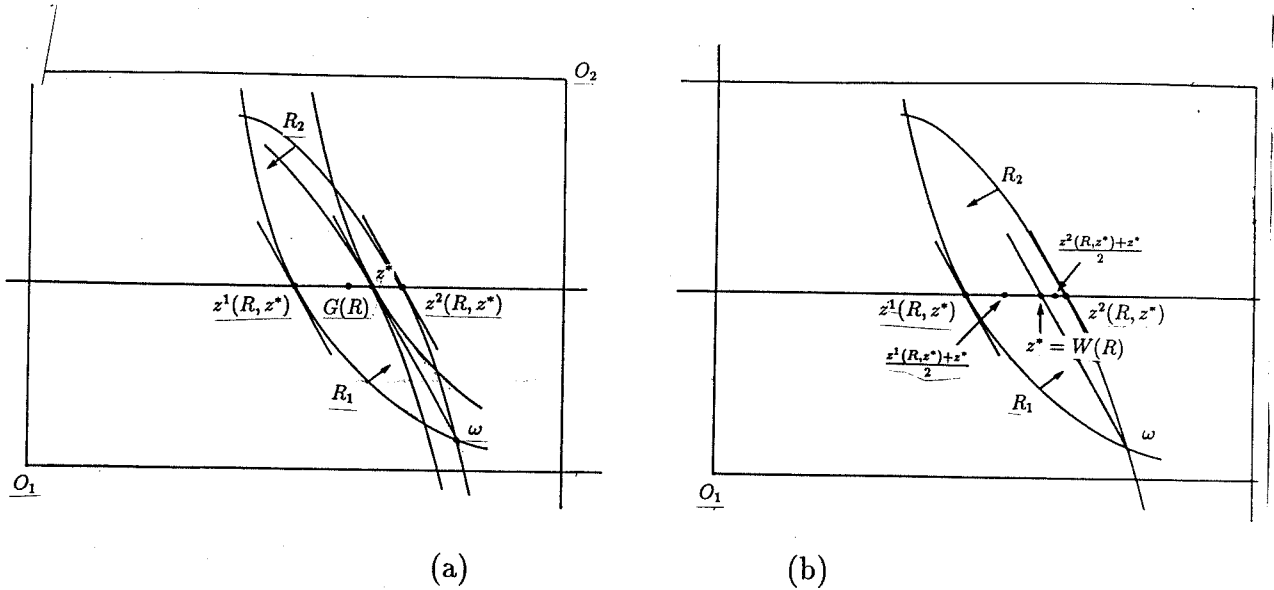 O₂
R₂
z*
z¹(R, z*)
G(R)
z²(R, z*)
R₁
ω
O₁
(a)
R₂
z²(R,z*)+z*
2
z¹(R, z*)
z²(R, z*)
z* = W(R)
z¹(R,z*)+z*
2
R₁
ω
O₁
(b)